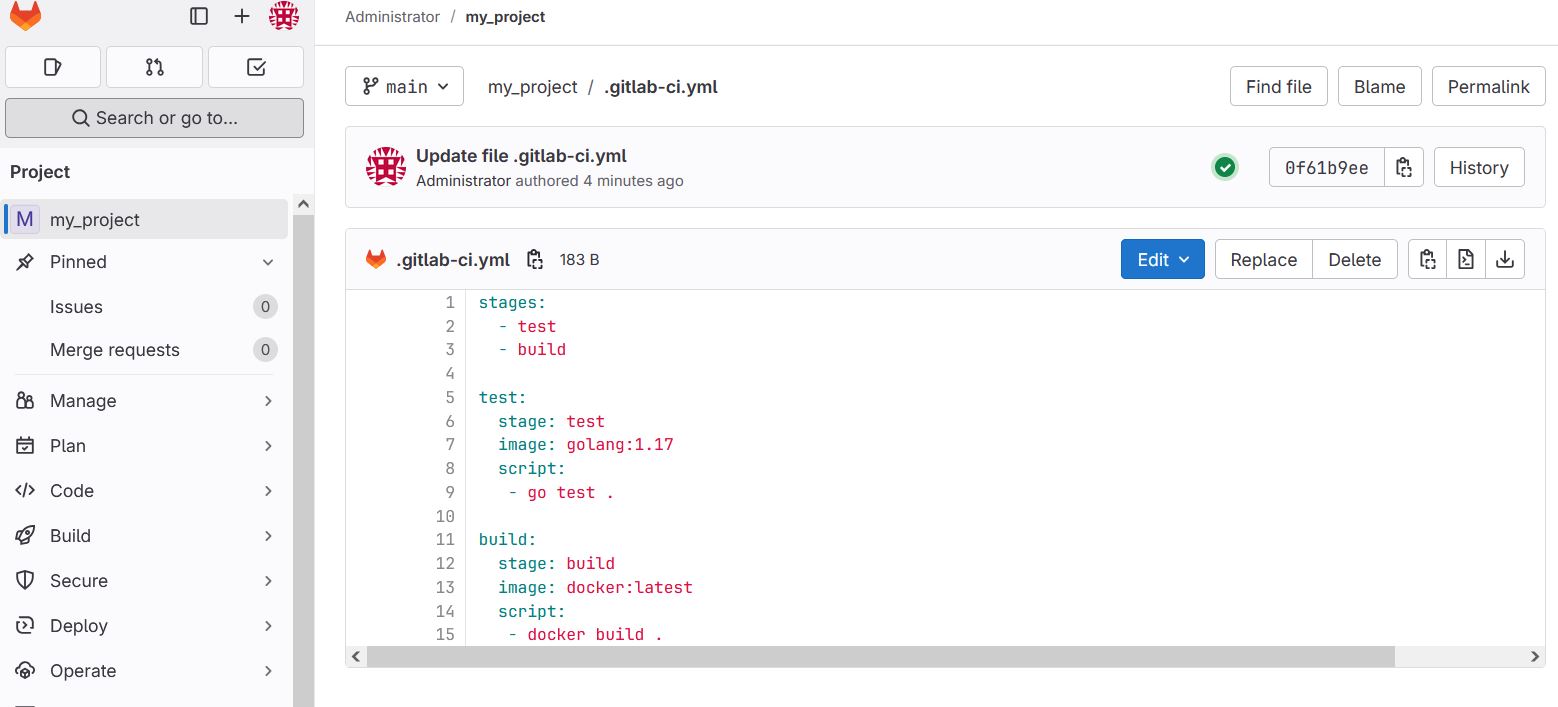 Administrator / my_project
Search or go to...
Project
M my_project
Pinned
Issues 0
Merge requests 0
Manage
Plan
Code
Build
Secure
Deploy
Operate
main my_project / .gitlab-ci.yml Find file Blame Permalink
Update file .gitlab-ci.yml
Administrator authored 4 minutes ago
0f61b9ee History
.gitlab-ci.yml 183 B Edit Replace Delete
1 stages:
2 - test
3 - build
4
5 test:
6 stage: test
7 image: golang:1.17
8 script:
9 - go test .
10
11 build:
12 stage: build
13 image: docker:latest
14 script:
15 - docker build .